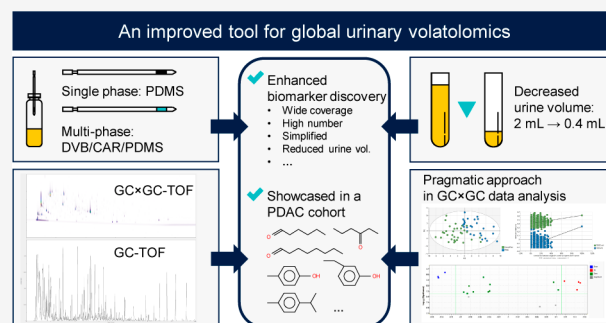 An improved tool for global urinary volatolomics
Single phase: PDMS
Multi-phase:
DVB/CAR/PDMS
GC×GC-TOF
GC-TOF
Enhanced
biomarker discovery
• Wide coverage
• High number
• Simplified
• Reduced urine vol.
• ...
Showcased in a
PDAC cohort
O
O
O
OH
OH
...
Decreased
urine volume:
2 mL → 0.4 mL
Pragmatic approach
in GC×GC data analysis